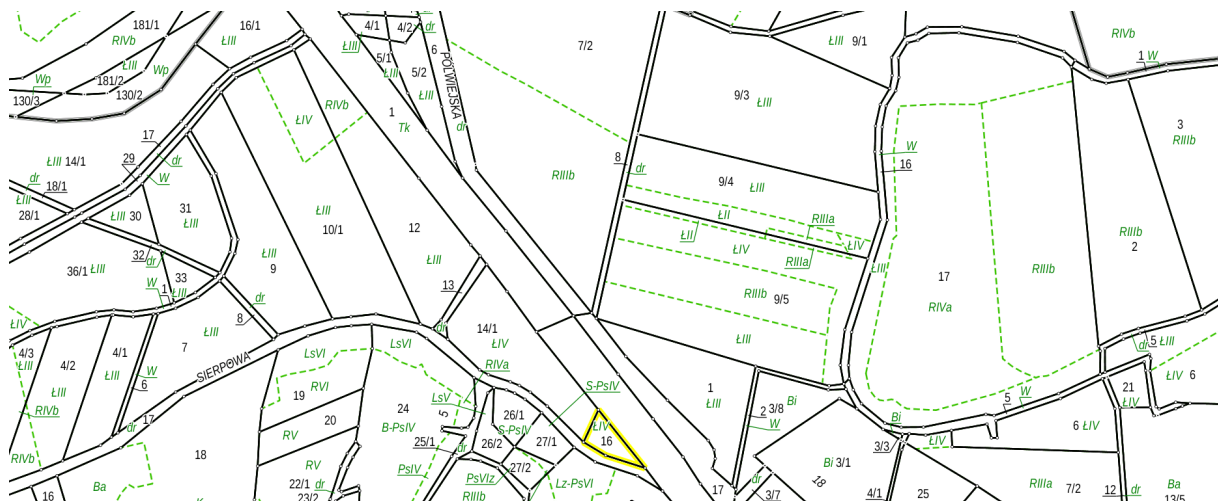 181/1
16/1
4/1
4/2
dr
7/2
ŁIII 9/1
RIVb
RIVb
ŁIII
ŁIII
6
1 W
Wp
ŁIII
Wp
5/1
ŁIII
5/2
PÓLWIEJSKA
181/2
130/3
130/2
ŁIII
9/3 ŁIII
3
RIIIb
17
ŁIV
RIVb
1
Tk
dr
W
16
ŁIII 14/1
29
dr
W
8
dr
RIIIb
9/4 ŁIII
dr
ŁIII
18/1
28/1
ŁIII 30
31
ŁIII
ŁIII
10/1
12
ŁII
RIIIa
ŁII
ŁIV
ŁIV
RIIIa
RIIIb
2
32
dr
36/1 ŁIII
33
ŁIII
ŁIII
9
ŁIII
ŁIII
17
RIIIb
W
1
13
RIIIb
9/5
RIVa
dr
8
ŁIV
ŁIII
7
dr
14/1
ŁIV
ŁIII
dr
5 ŁIII
4/3
ŁIII
4/2
4/1
ŁIII
W
6
SIERPOWA
LsVI
LsVI
RIVa
S-PsIV
1
ŁIII
6
ŁIII
RIVb
17
dr
19
RVI
24
B-PsIV
5
LsV
26/1
S-PsIV
ŁIV
16
2
3/8
Bi
W
Bi
5
W
21
ŁIV
20
RV
25/1
dr
26/2
27/1
3/3
ŁIV
6 ŁIV
RIVb
18
RV
PsIV
PsVIz
27/2
Lz-PsVI
Bi 3/1
16
Ba
22/1
dr
23/2
RIIIb
17
dr
3/7
18
4/1
25
RIIIa
7/2
12
dr
Ba
13/5